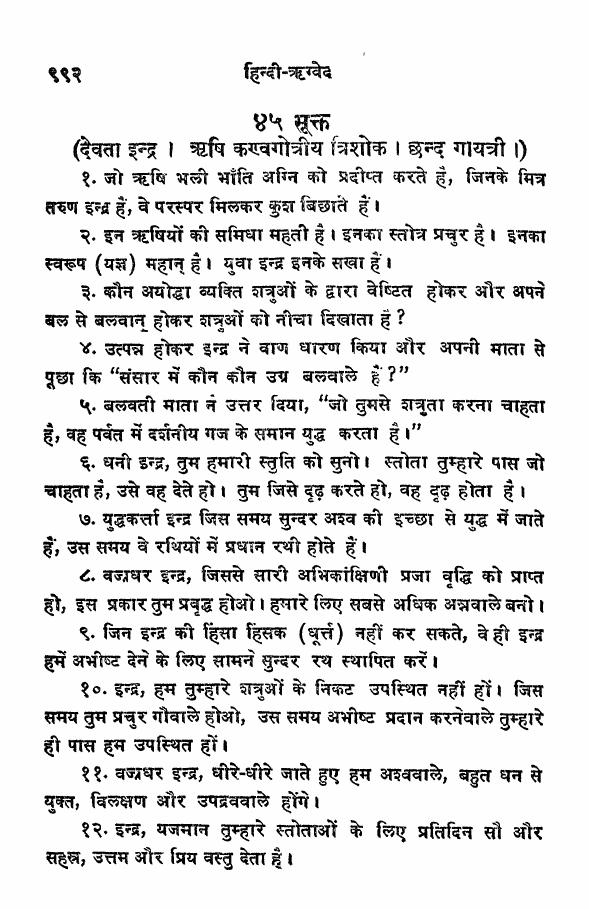 ९९२ हिन्दी-ऋग्वेद
४५ सूक्त
(देवता इन्द्र । ऋषि कण्वगोत्रीय त्रिशोक । छन्द गायत्री ।)
१. जो ऋषि भली भाँति अग्नि को प्रदीप्त करते हैं, जिनके मित्र
तरुण इन्द्र हैं, वे परस्पर मिलकर कुश बिछाते हैं।
२. इन ऋषियों की समिधा महती है। इनका स्तोत्र प्रचुर है। इनका
स्वरूप (यज्ञ) महान् है। युवा इन्द्र इनके सखा हैं।
३. कौन अयोद्धा व्यक्ति शत्रुओं के द्वारा वेष्टित होकर और अपने
बल से बलवान् होकर शत्रुओं को नीचा दिखाता है ?
४. उत्पन्न होकर इन्द्र ने वाण धारण किया और अपनी माता से
पूछा कि “संसार में कौन कौन उग्र बलवाले हैं ?”
५. बलवती माता ने उत्तर दिया, “जो तुमसे शत्रुता करना चाहता
है, वह पर्वत में दर्शनीय गज के समान युद्ध करता है।”
६. धनी इन्द्र, तुम हमारी स्तुति को सुनो। स्तोता तुम्हारे पास जो
चाहता है, उसे वह देते हो। तुम जिसे दृढ़ करते हो, वह दृढ़ होता है।
७. युद्धकर्त्ता इन्द्र जिस समय सुन्दर अश्व की इच्छा से युद्ध में जाते
हैं, उस समय वे रथियों में प्रधान रथी होते हैं।
८. वज्रधर इन्द्र, जिससे सारी अभिकांक्षिणी प्रजा वृद्धि को प्राप्त
हो, इस प्रकार तुम प्रवृद्ध होओ। हषारे लिए सबसे अधिक अन्नवाले बनो।
९. जिन इन्द्र की हिंसा हिंसक (धूर्त्त) नहीं कर सकते, वे ही इन्द्र
हमें अभीष्ट देने के लिए सामने सुन्दर रथ स्थापित करें।
१०. इन्द्र, हम तुम्हारे शत्रुओं के निकट उपस्थित नहीं हों। जिस
समय तुम प्रचुर गौवाले होओ, उस समय अभीष्ट प्रदान करनेवाले तुम्हारे
ही पास हम उपस्थित हों।
११. वज्रधर इन्द्र, धीरे-धीरे जाते हुए हम अश्ववाले, बहुत धन से
युक्त, विलक्षण और उपद्रववाले होंगे।
१२. इन्द्र, यजमान तुम्हारे स्तोताओं के लिए प्रतिदिन सौ और
सहस्र, उत्तम और प्रिय वस्तु देता है।